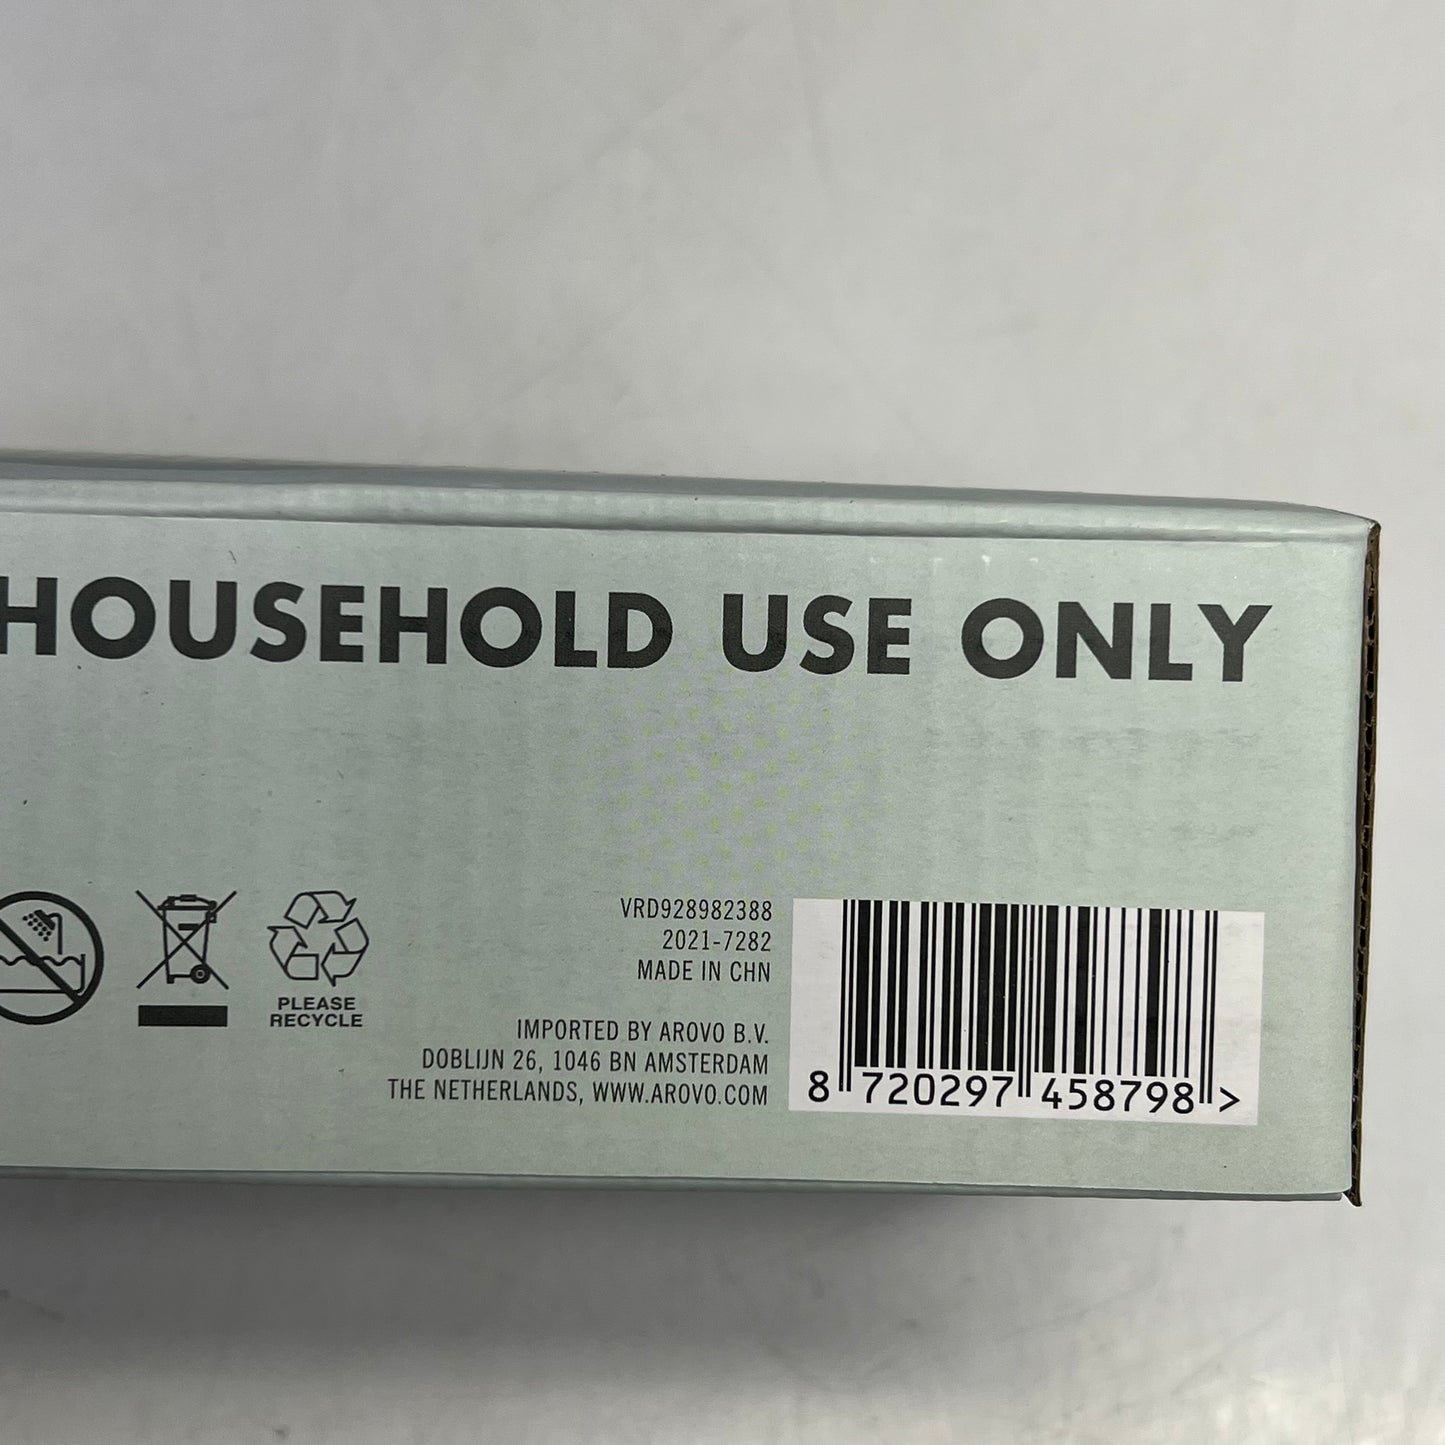 HOUSEHOLD USE ONLY
VRD928982388
2021-7282
MADE IN CHN
PLEASE
RECYCLE
IMPORTED BY AROVO B.V.
DOBLIJN 26, 1046 BN AMSTERDAM
THE NETHERLANDS, WWW.AROVO.COM
8 720297 458798 >